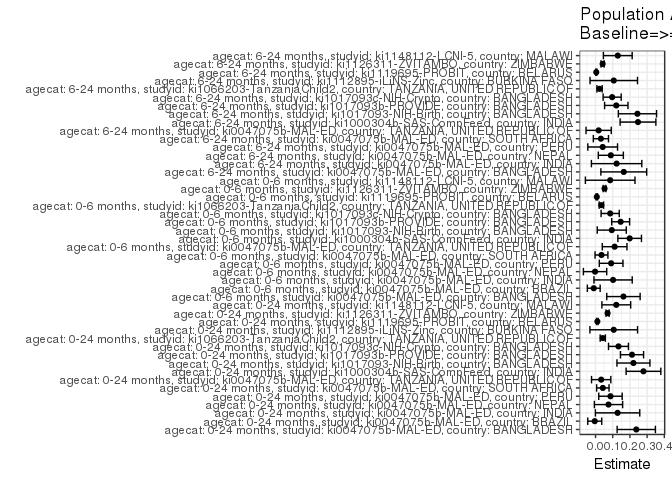 Population A
Baseline=>=
agecat: 6-24 months, studyid: ki1148112-LCNI-5, country: MALAWI
agecat: 6-24 months, studyid: ki1126311-ZVITAMBO, country: ZIMBABWE
agecat: 6-24 months, studyid: ki1119695-PROBIT, country: BELARUS
agecat: 6-24 months, studyid: ki1112895-iLiNS-Zinc, country: BURKINA FASO
agecat: 6-24 months, studyid: ki1066203-TanzaniaChild2, country: TANZANIA, UNITED REPUBLIC OF
agecat: 6-24 months, studyid: ki1017093c-NIH-Crypto, country: BANGLADESH
agecat: 6-24 months, studyid: ki1017093b-PROVIDE, country: BANGLADESH
agecat: 6-24 months, studyid: ki1017093-NIH-Birth, country: BANGLADESH
agecat: 6-24 months, studyid: ki1000304b-SAS-CompFeed, country: INDIA
agecat: 6-24 months, studyid: ki0047075b-MAL-ED, country: TANZANIA, UNITED REPUBLIC OF
agecat: 6-24 months, studyid: ki0047075b-MAL-ED, country: SOUTH AFRICA
agecat: 6-24 months, studyid: ki0047075b-MAL-ED, country: PERU
agecat: 6-24 months, studyid: ki0047075b-MAL-ED, country: NEPAL
agecat: 6-24 months, studyid: ki0047075b-MAL-ED, country: INDIA
agecat: 6-24 months, studyid: ki0047075b-MAL-ED, country: BANGLADESH
agecat: 0-6 months, studyid: ki1148112-LCNI-5, country: MALAWI
agecat: 0-6 months, studyid: ki1126311-ZVITAMBO, country: ZIMBABWE
agecat: 0-6 months, studyid: ki1119695-PROBIT, country: BELARUS
agecat: 0-6 months, studyid: ki1066203-TanzaniaChild2, country: TANZANIA, UNITED REPUBLIC OF
agecat: 0-6 months, studyid: ki1017093c-NIH-Crypto, country: BANGLADESH
agecat: 0-6 months, studyid: ki1017093b-PROVIDE, country: BANGLADESH
agecat: 0-6 months, studyid: ki1017093-NIH-Birth, country: BANGLADESH
agecat: 0-6 months, studyid: ki1000304b-SAS-CompFeed, country: INDIA
agecat: 0-6 months, studyid: ki0047075b-MAL-ED, country: TANZANIA, UNITED REPUBLIC OF
agecat: 0-6 months, studyid: ki0047075b-MAL-ED, country: SOUTH AFRICA
agecat: 0-6 months, studyid: ki0047075b-MAL-ED, country: PERU
agecat: 0-6 months, studyid: ki0047075b-MAL-ED, country: NEPAL
agecat: 0-6 months, studyid: ki0047075b-MAL-ED, country: INDIA
agecat: 0-6 months, studyid: ki0047075b-MAL-ED, country: BRAZIL
agecat: 0-6 months, studyid: ki0047075b-MAL-ED, country: BANGLADESH
agecat: 0-24 months, studyid: ki1148112-LCNI-5, country: MALAWI
agecat: 0-24 months, studyid: ki1126311-ZVITAMBO, country: ZIMBABWE
agecat: 0-24 months, studyid: ki1119695-PROBIT, country: BELARUS
agecat: 0-24 months, studyid: ki1112895-iLiNS-Zinc, country: BURKINA FASO
agecat: 0-24 months, studyid: ki1066203-TanzaniaChild2, country: TANZANIA, UNITED REPUBLIC OF
agecat: 0-24 months, studyid: ki1017093c-NIH-Crypto, country: BANGLADESH
agecat: 0-24 months, studyid: ki1017093b-PROVIDE, country: BANGLADESH
agecat: 0-24 months, studyid: ki1017093-NIH-Birth, country: BANGLADESH
agecat: 0-24 months, studyid: ki1000304b-SAS-CompFeed, country: INDIA
agecat: 0-24 months, studyid: ki0047075b-MAL-ED, country: TANZANIA, UNITED REPUBLIC OF
agecat: 0-24 months, studyid: ki0047075b-MAL-ED, country: SOUTH AFRICA
agecat: 0-24 months, studyid: ki0047075b-MAL-ED, country: PERU
agecat: 0-24 months, studyid: ki0047075b-MAL-ED, country: NEPAL
agecat: 0-24 months, studyid: ki0047075b-MAL-ED, country: INDIA
agecat: 0-24 months, studyid: ki0047075b-MAL-ED, country: BRAZIL
agecat: 0-24 months, studyid: ki0047075b-MAL-ED, country: BANGLADESH
0.00.10.20.30.4
Estimate